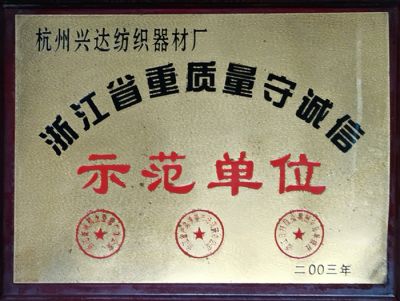 杭州兴达纺织器材厂
浙江省重质量守诚信
示范单位
二00三年